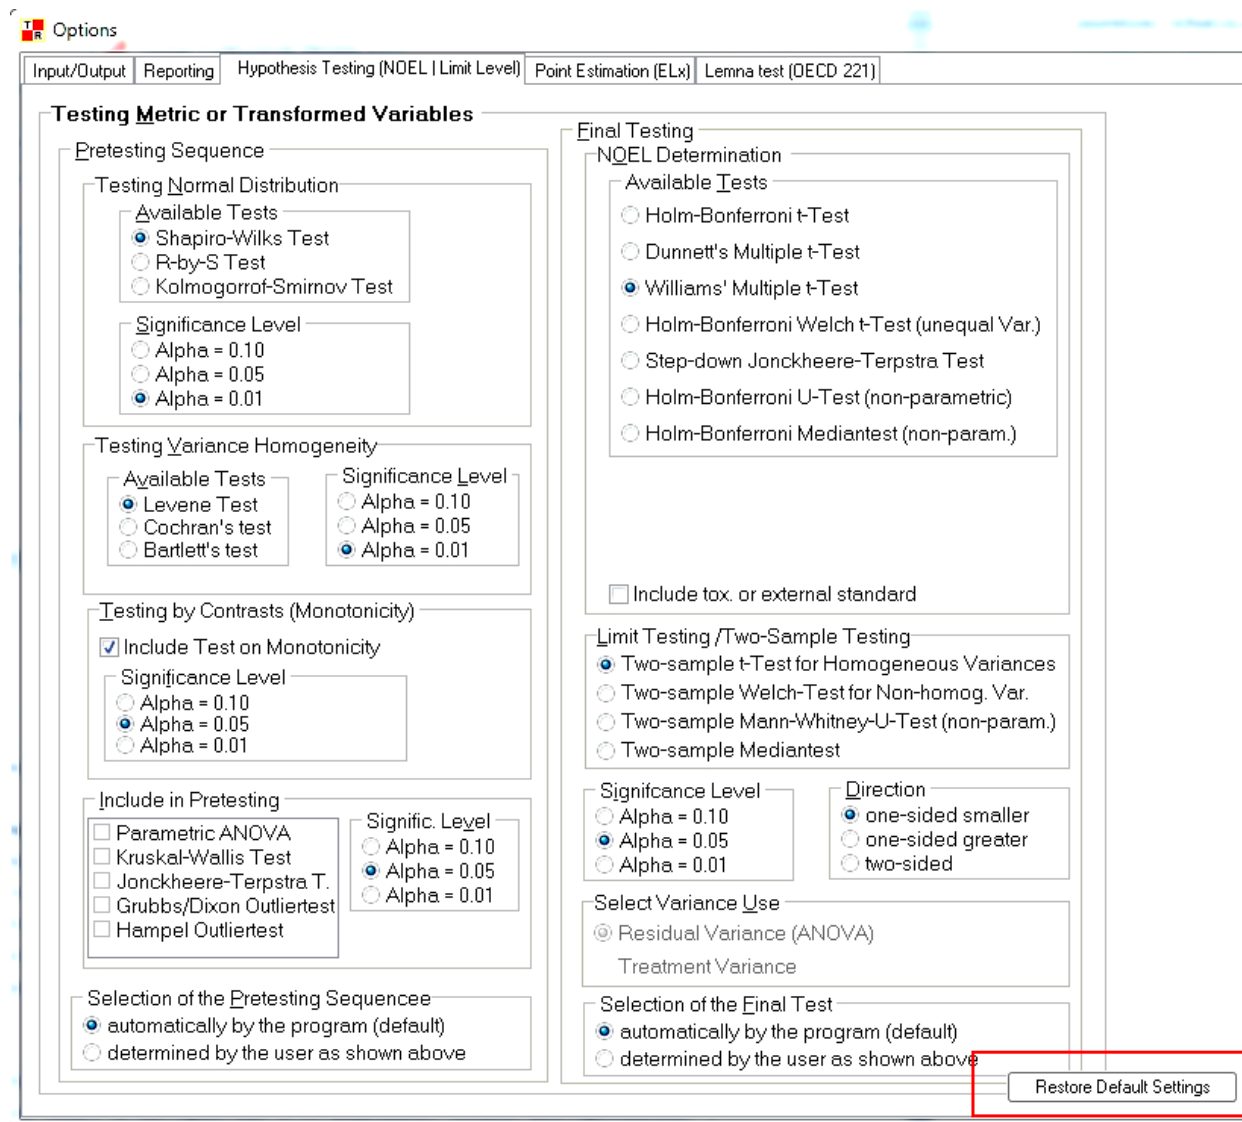 TR Options
Input/Output Reporting Hypothesis Testing (NOEL | Limit Level) Point Estimation (ELx) Lemna test (OECD 221)
Testing Metric or Transformed Variables
Pretesting Sequence
Testing Normal Distribution
Available Tests
Shapiro-Wilks Test
R-by-S Test
Kolmogorrof-Smirnov Test
Significance Level
Alpha = 0.10
Alpha = 0.05
Alpha = 0.01
Testing Variance Homogeneity
Available Tests
Levene Test
Cochran's test
Bartlett's test
Significance Level
Alpha = 0.10
Alpha = 0.05
Alpha = 0.01
Testing by Contrasts (Monotonicity)
Include Test on Monotonicity
Significance Level
Alpha = 0.10
Alpha = 0.05
Alpha = 0.01
Include in Pretesting
Parametric ANOVA
Kruskal-Wallis Test
Jonckheere-Terpstra T.
Grubbs/Dixon Outliertest
Hampel Outliertest
Signific. Level
Alpha = 0.10
Alpha = 0.05
Alpha = 0.01
Selection of the Pretesting Sequencee
automatically by the program (default)
determined by the user as shown above
Final Testing
NOEL Determination
Available Tests
Holm-Bonferroni t-Test
Dunnett's Multiple t-Test
Williams' Multiple t-Test
Holm-Bonferroni Welch t-Test (unequal Var.)
Step-down Jonckheere-Terpstra Test
Holm-Bonferroni U-Test (non-parametric)
Holm-Bonferroni Mediantest (non-param.)
Include tox. or external standard
Limit Testing /Two-Sample Testing
Two-sample t-Test for Homogeneous Variances
Two-sample Welch-Test for Non-homog. Var.
Two-sample Mann-Whitney-U-Test (non-param.)
Two-sample Mediantest
Signifcance Level
Alpha = 0.10
Alpha = 0.05
Alpha = 0.01
Direction
one-sided smaller
one-sided greater
two-sided
Select Variance Use
Residual Variance (ANOVA)
Treatment Variance
Selection of the Final Test
automatically by the program (default)
determined by the user as shown above
Restore Default Settings